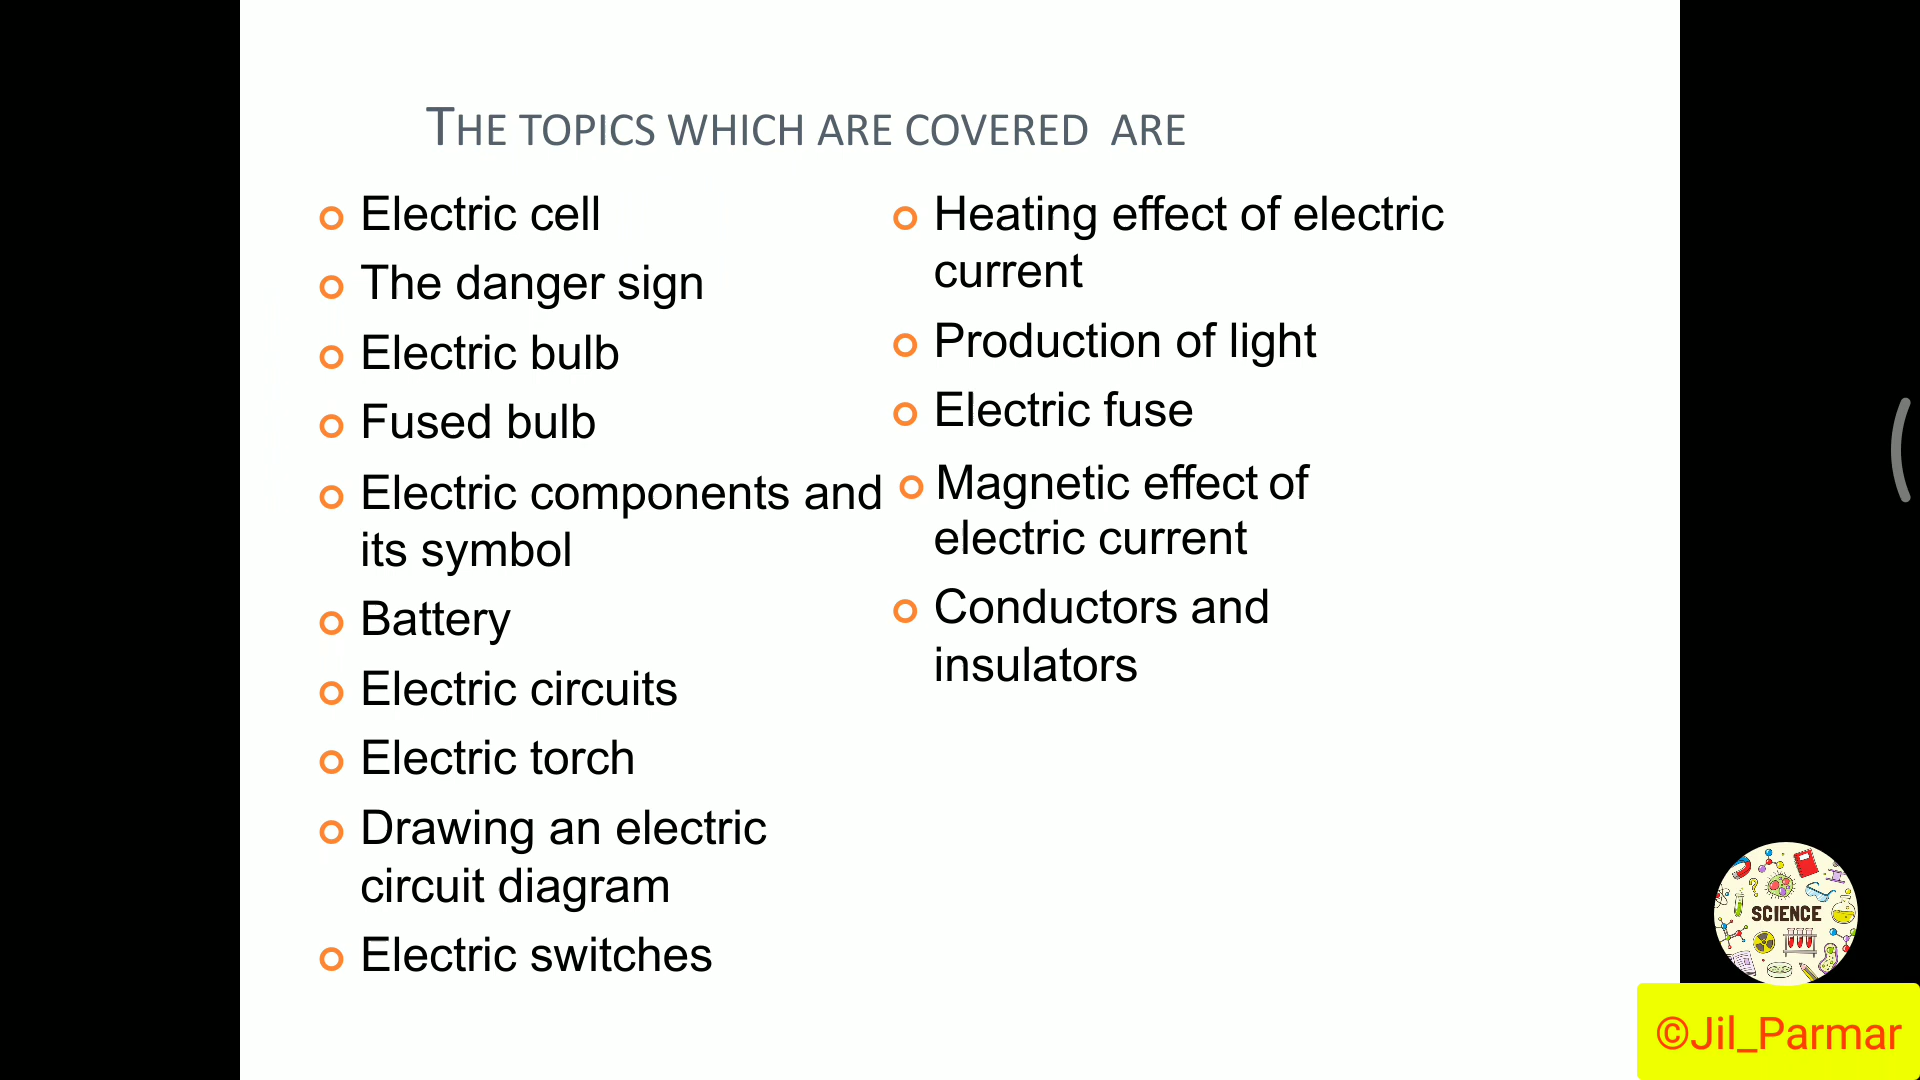 THE TOPICS WHICH ARE COVERED ARE
Electric cell
The danger sign
Electric bulb
Fused bulb
Electric components and
its symbol
Battery
Electric circuits
Electric torch
Drawing an electric
circuit diagram
Electric switches
Heating effect of electric
current
Production of light
Electric fuse
Magnetic effect of
electric current
Conductors and
insulators
SCIENCE
©Jil_Parmar